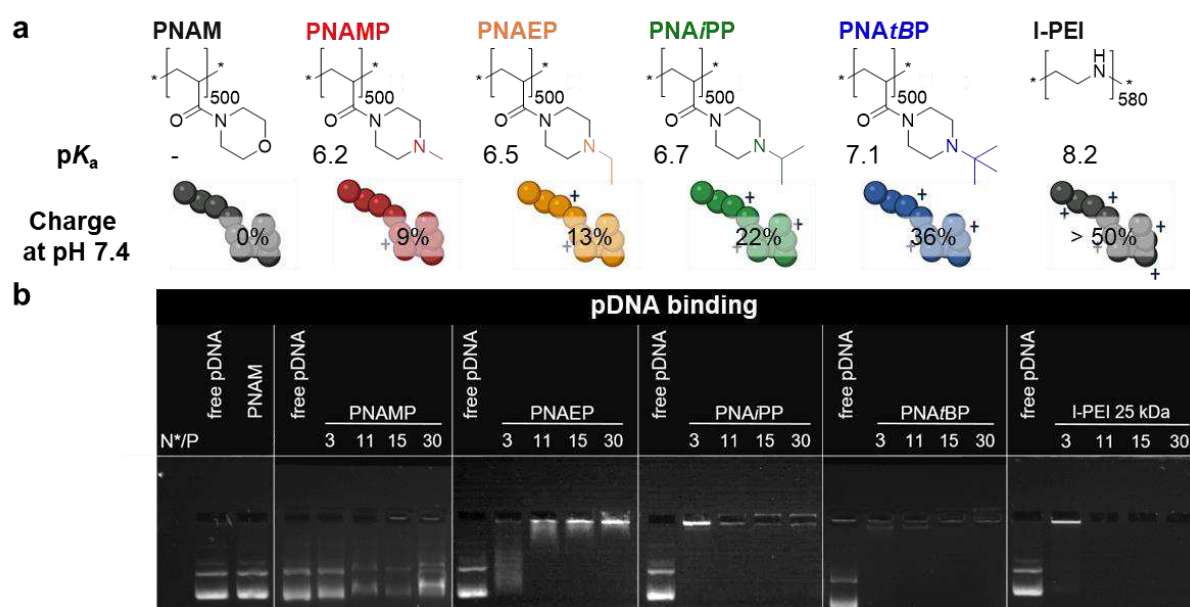 a
PNAM PNAMP PNAEP PNAiPP PNAtBP l-PEI
* [ ]500 * * [ ]500 * * [ ]500 * * [ ]500 * * [ ]500 * * [ H N ]580 *
O N O O N N O N N O N N O N N
pKa - 6.2 6.5 6.7 7.1 8.2
Charge at pH 7.4
0% + 9% + 13% + + 22% + + 36% + + + > 50% + + +
b
pDNA binding
free pDNA PNAM free pDNA free pDNA free pDNA free pDNA free pDNA
PNAMP PNAEP PNAiPP PNAtBP l-PEI 25 kDa
N*/P 3 11 15 30 3 11 15 30 3 11 15 30 3 11 15 30 3 11 15 30